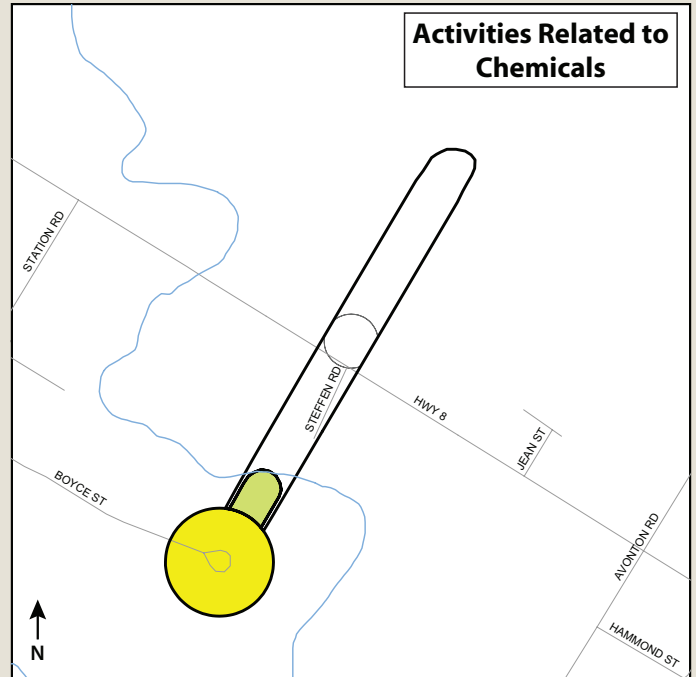 Activities Related to
Chemicals
STATION RD
STEFFEN RD
HWY 8
JEAN ST
BOYCE ST
AVONTON RD
HAMMOND ST
N